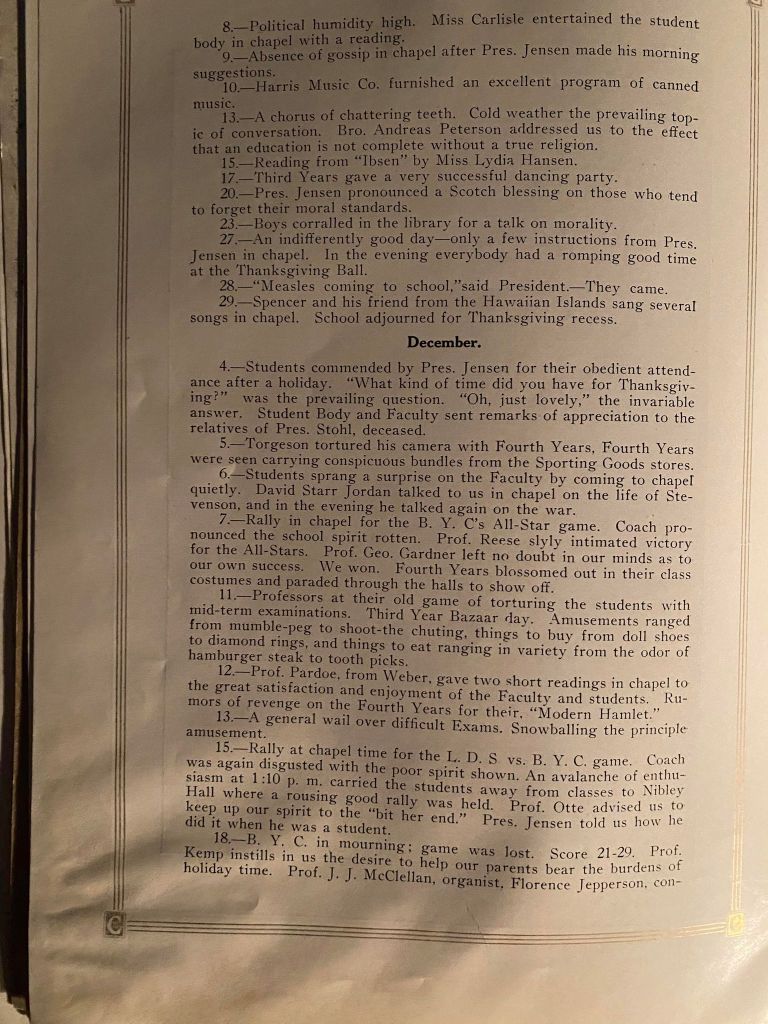 8.—Political humidity high. Miss Carlisle entertained the student
body in chapel with a reading.
9.—Absence of gossip in chapel after Pres. Jensen made his morning
suggestions.
10.—Harris Music Co. furnished an excellent program of canned
music.
13.—A chorus of chattering teeth. Cold weather the prevailing top-
ic of conversation. Bro. Andreas Peterson addressed us to the effect
that an education is not complete without a true religion.
15.—Reading from "Ibsen" by Miss Lydia Hansen.
17.—Third Years gave a very successful dancing party.
20.—Pres. Jensen pronounced a Scotch blessing on those who tend
to forget their moral standards.
23.—Boys corralled in the library for a talk on morality.
27.—An indifferently good day—only a few instructions from Pres.
Jensen in chapel. In the evening everybody had a romping good time
at the Thanksgiving Ball.
28.—"Measles coming to school,"said President.—They came.
29.—Spencer and his friend from the Hawaiian Islands sang several
songs in chapel. School adjourned for Thanksgiving recess.
December.
4.—Students commended by Pres. Jensen for their obedient attend-
ance after a holiday. "What kind of time did you have for Thanksgiv-
ing?" was the prevailing question. "Oh, just lovely," the invariable
answer. Student Body and Faculty sent remarks of appreciation to the
relatives of Pres. Stohl, deceased.
5.—Torgeson tortured his camera with Fourth Years, Fourth Years
were seen carrying conspicuous bundles from the Sporting Goods stores.
6.—Students sprang a surprise on the Faculty by coming to chapel
quietly. David Starr Jordan talked to us in chapel on the life of Ste-
venson, and in the evening he talked again on the war.
7.—Rally in chapel for the B. Y. C's All-Star game. Coach pro-
nounced the school spirit rotten. Prof. Reese slyly intimated victory
for the All-Stars. Prof. Geo. Gardner left no doubt in our minds as to
our own success. We won. Fourth Years blossomed out in their class
costumes and paraded through the halls to show off.
11.—Professors at their old game of torturing the students with
mid-term examinations. Third Year Bazaar day. Amusements ranged
from mumble-peg to shoot-the chuting, things to buy from doll shoes
to diamond rings, and things to eat ranging in variety from the odor of
hamburger steak to tooth picks.
12.—Prof. Pardoe, from Weber, gave two short readings in chapel to
the great satisfaction and enjoyment of the Faculty and students. Ru-
mors of revenge on the Fourth Years for their, "Modern Hamlet."
13.—A general wail over difficult Exams. Snowballing the principle
amusement.
15.—Rally at chapel time for the L. D. S vs. B. Y. C. game. Coach
was again disgusted with the poor spirit shown. An avalanche of enthu-
siasm at 1:10 p. m. carried the students away from classes to Nibley
Hall where a rousing good rally was held. Prof. Otte advised us to
keep up our spirit to the "bit her end." Pres. Jensen told us how he
did it when he was a student.
18.—B. Y. C. in mourning; game was lost. Score 21-29. Prof.
Kemp instills in us the desire to help our parents bear the burdens of
holiday time. Prof. J. J. McClellan, organist, Florence Jepperson, con-
C
C